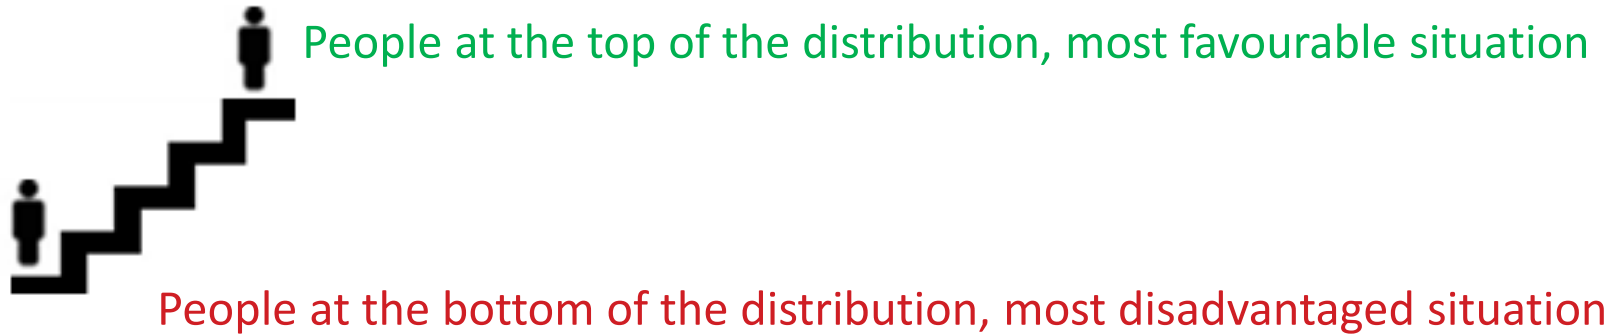 People at the top of the distribution, most favourable situation
People at the bottom of the distribution, most disadvantaged situation